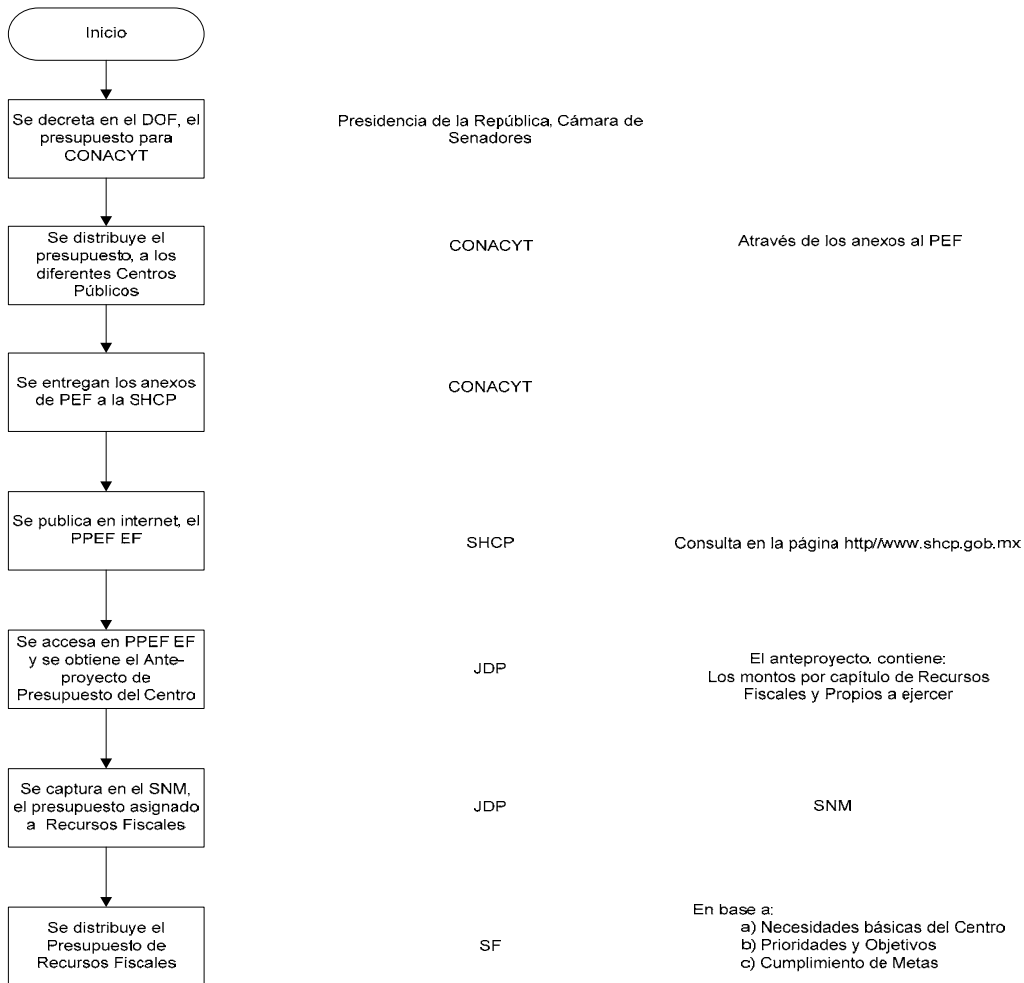 Inicio
Se decreta en el DOF, el
presupuesto para
CONACYT
Presidencia de la República, Cámara de
Senadores
Se distribuye el
presupuesto, a los
diferentes Centros
Públicos
CONACYT
Através de los anexos al PEF
Se entregan los anexos
de PEF a la SHCP
CONACYT
Se publica en internet, el
PPEF EF
SHCP
Consulta en la página http//www.shcp.gob.mx
Se accesa en PPEF EF
y se obtiene el Ante-
proyecto de
Presupuesto del Centro
JDP
El anteproyecto, contiene:
Los montos por capítulo de Recursos
Fiscales y Propios a ejercer
Se captura en el SNM,
el presupuesto asignado
a Recursos Fiscales
JDP
SNM
Se distribuye el
Presupuesto de
Recursos Fiscales
SF
En base a:
a) Necesidades básicas del Centro
b) Prioridades y Objetivos
c) Cumplimiento de Metas